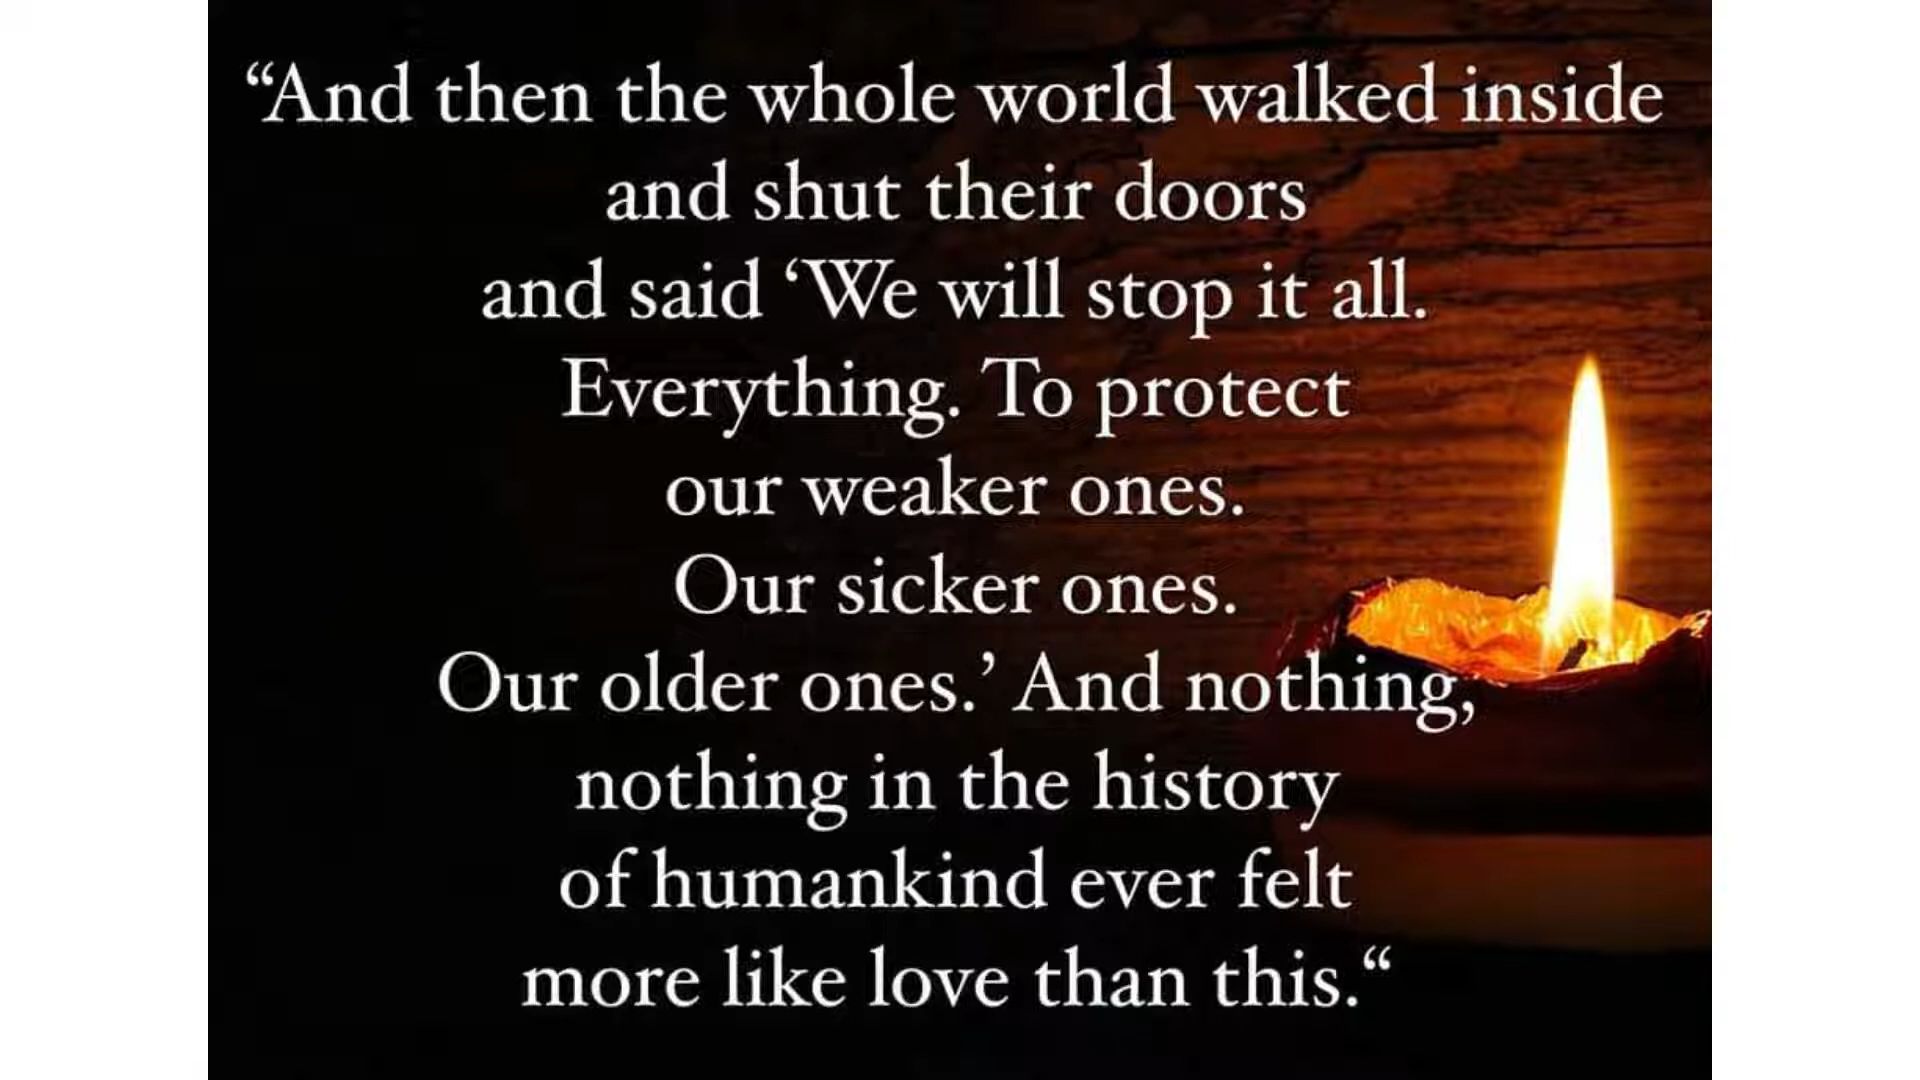 “And then the whole world walked inside
and shut their doors
and said ‘We will stop it all.
Everything. To protect
our weaker ones.
Our sicker ones.
Our older ones.’ And nothing,
nothing in the history
of humankind ever felt
more like love than this.“